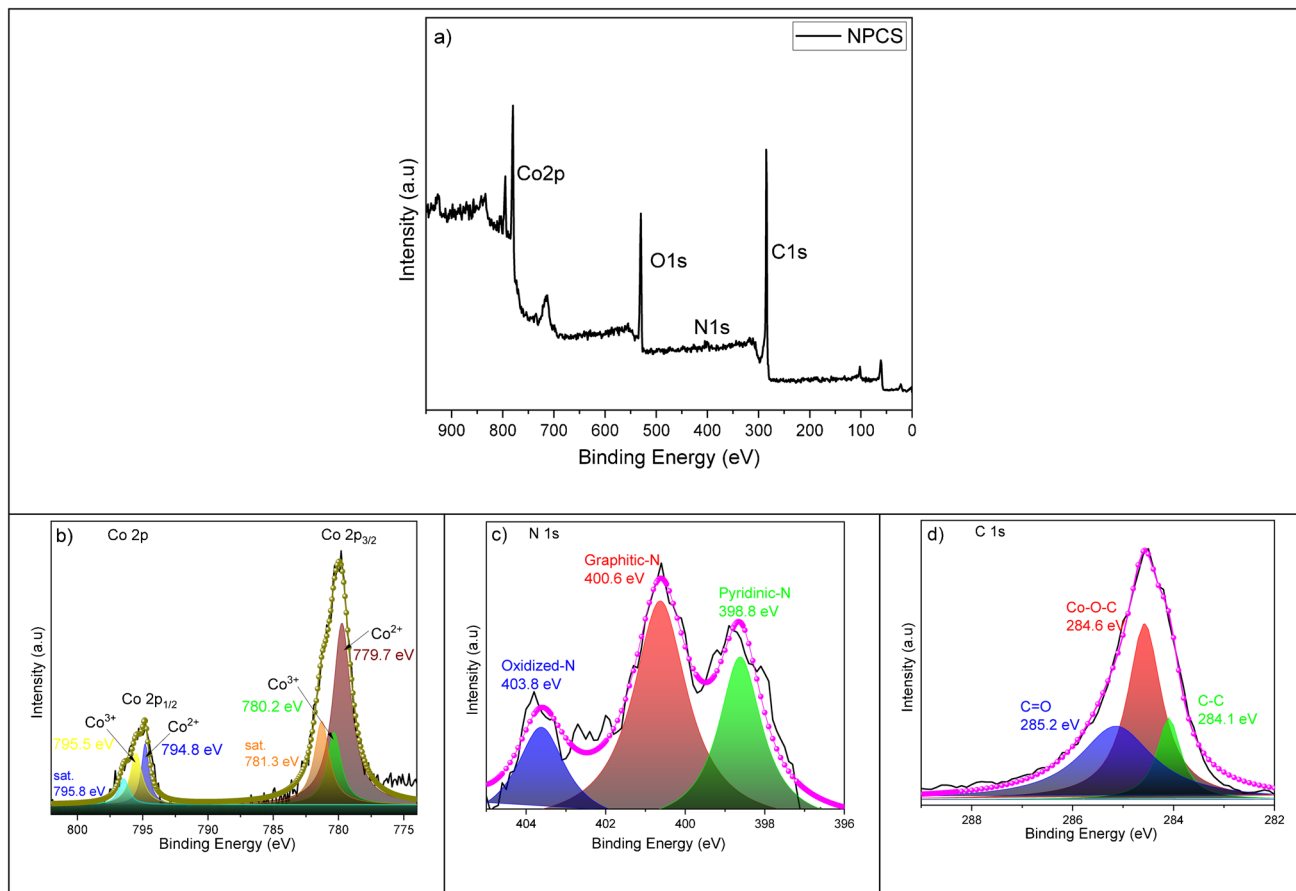 a)
NPCS
Co2p
O1s
N1s
C1s
Intensity (a.u)
900 800 700 600 500 400 300 200 100 0
Binding Energy (eV)
b)
Co 2p
Co 2p3/2
Co2+
779.7 eV
Co3+
780.2 eV
Co 2p1/2
Co3+
Co2+
795.5 eV
794.8 eV
sat.
781.3 eV
sat.
795.8 eV
Intensity (a.u)
800 795 790 785 780 774
Binding Energy (eV)
c)
N 1s
Graphitic-N
400.6 eV
Pyridinic-N
398.8 eV
Oxidized-N
403.8 eV
Intensity (a.u)
404 402 400 398 396
Binding Energy (eV)
d)
C 1s
Co-O-C
284.6 eV
C=O
285.2 eV
C-C
284.1 eV
Intensity (a.u)
288 286 284 282
Binding Energy (eV)